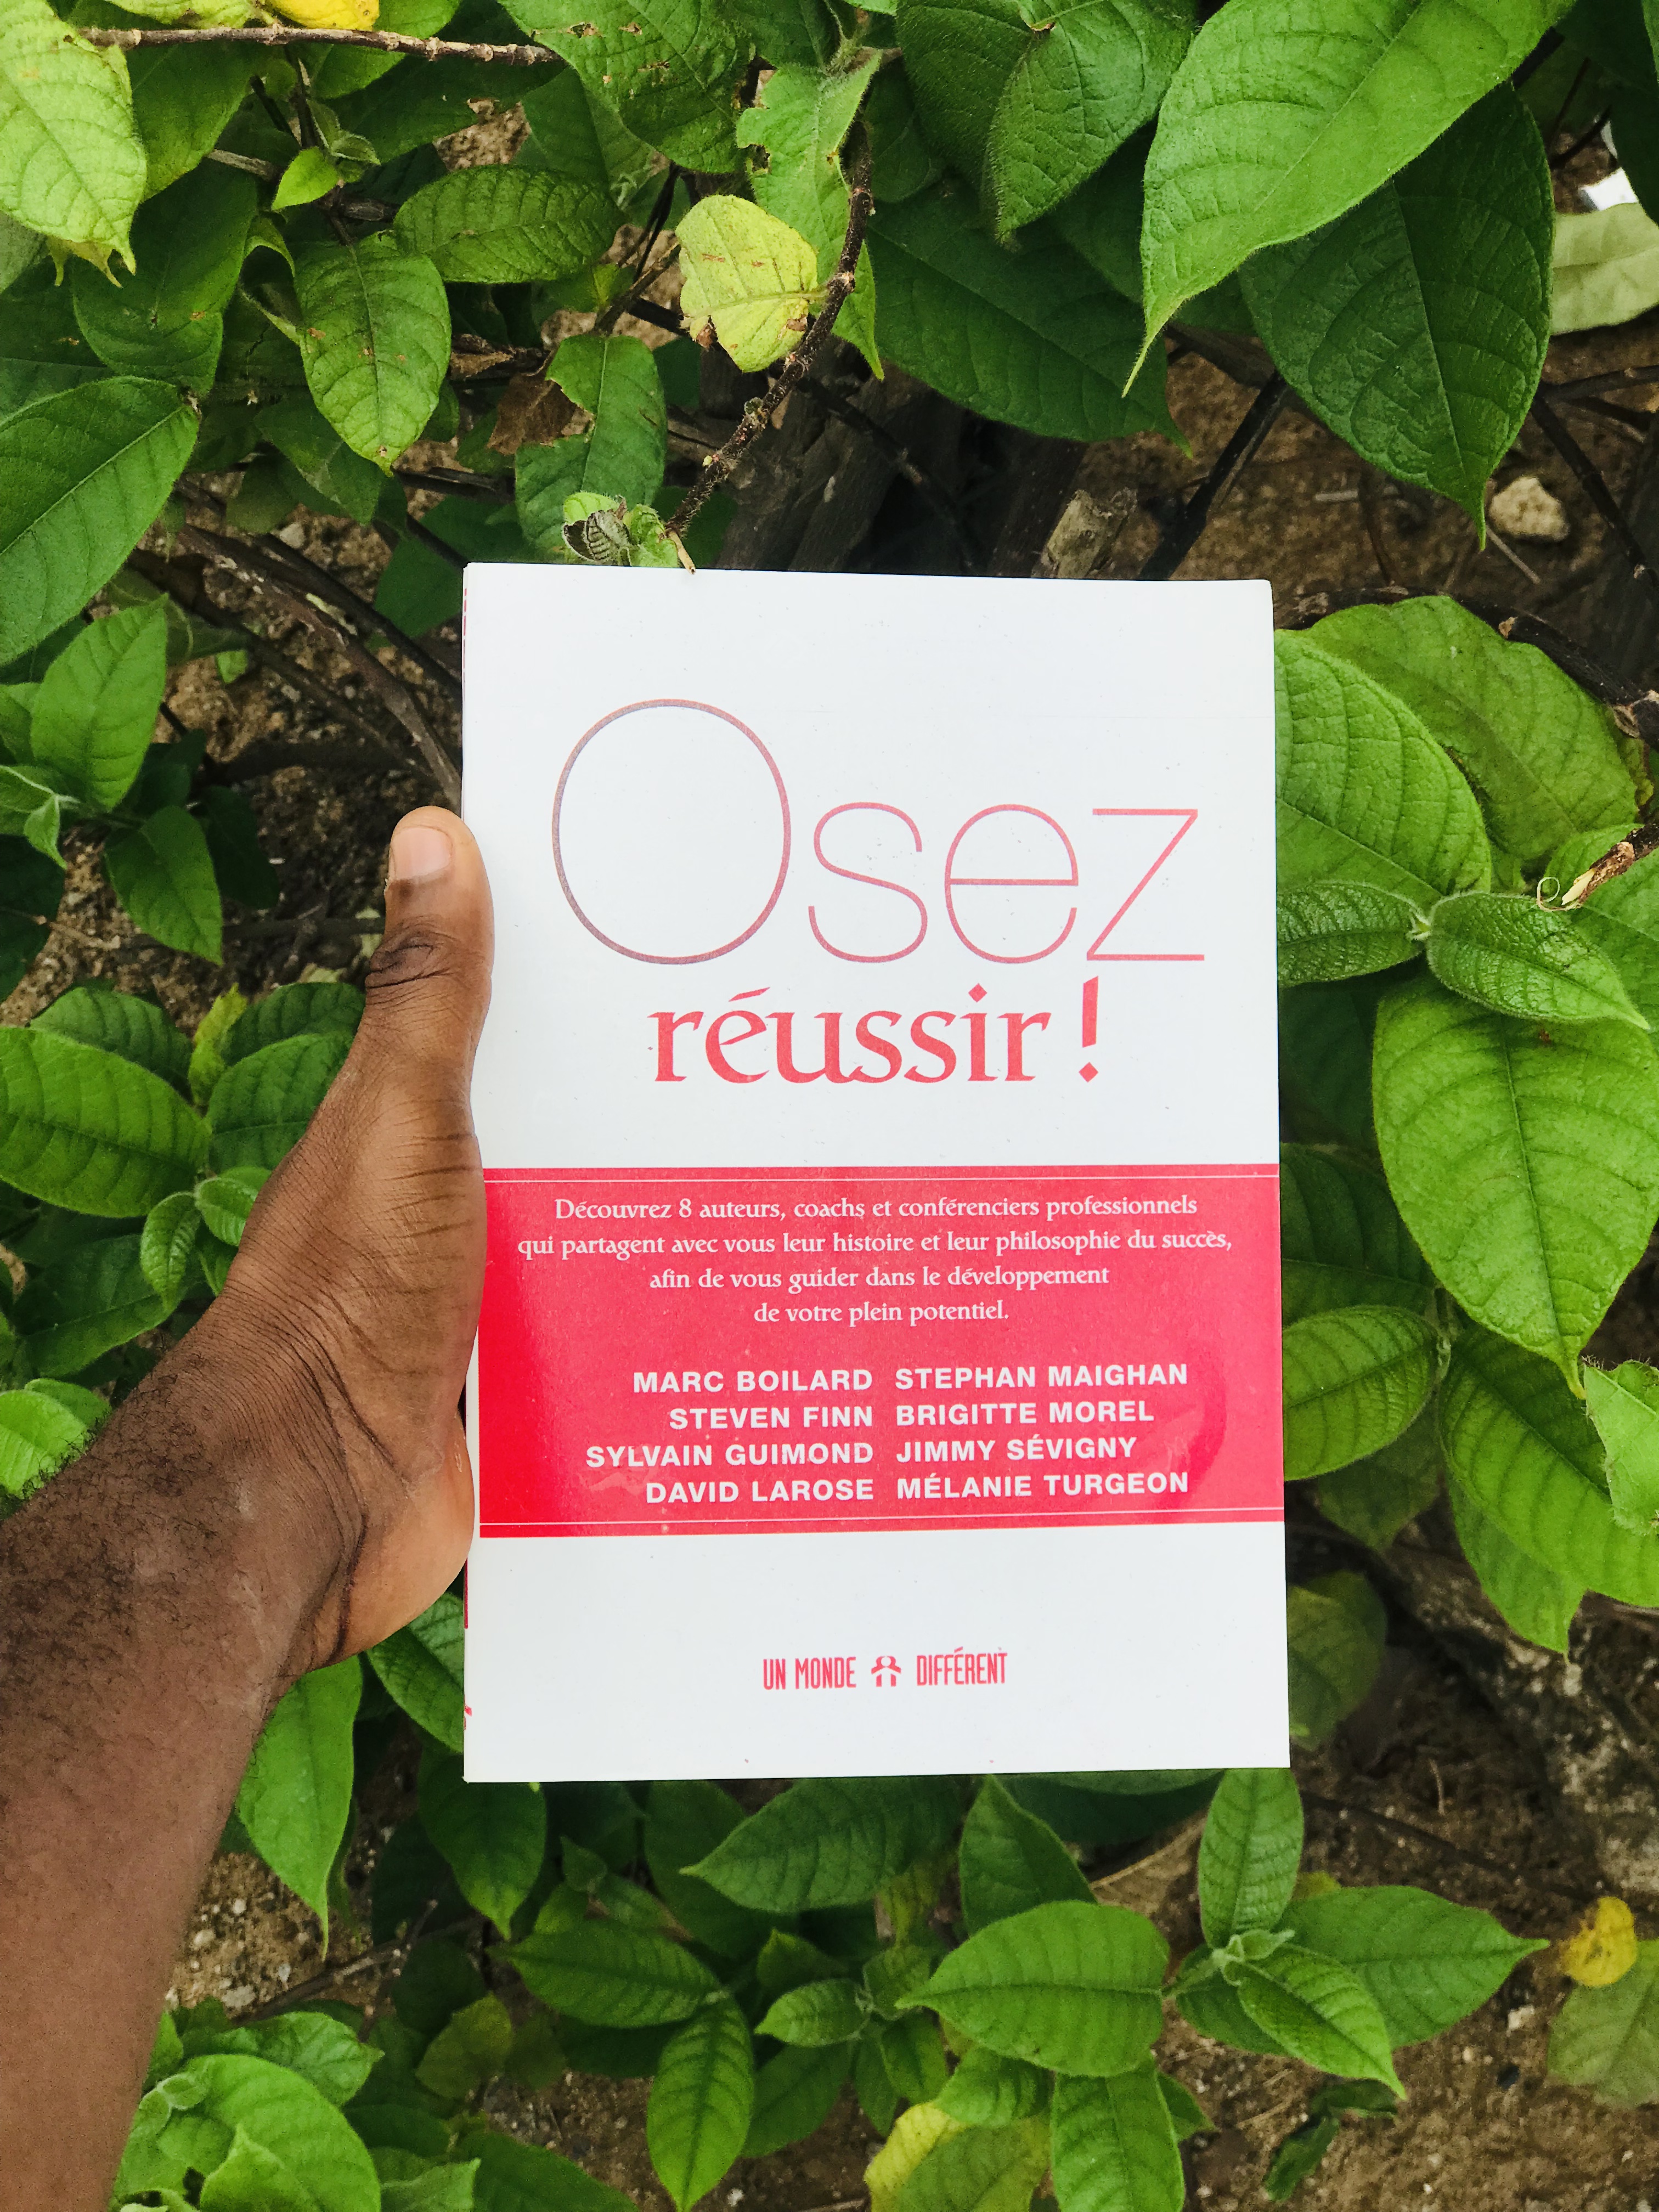 Osez
réussir !
Découvrez 8 auteurs, coachs et conférenciers professionnels
qui partagent avec vous leur histoire et leur philosophie du succès,
afin de vous guider dans le développement
de votre plein potentiel.
MARC BOILARD STEPHAN MAIGHAN
STEVEN FINN BRIGITTE MOREL
SYLVAIN GUIMOND JIMMY SÉVIGNY
DAVID LAROSE MÉLANIE TURGEON
UN MONDE DIFFÉRENT